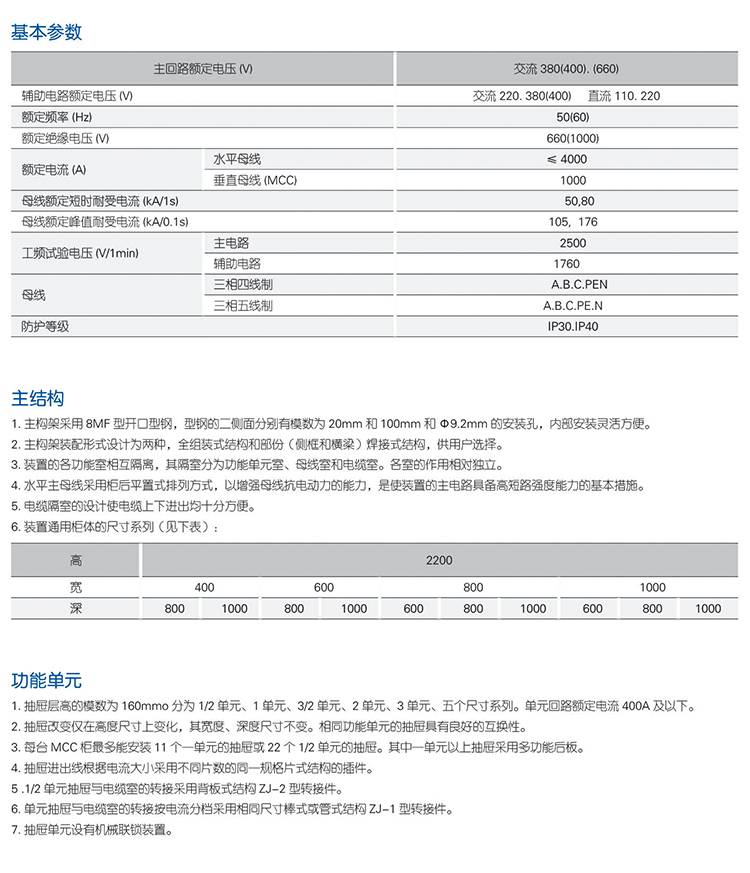 基本参数
主回路额定电压 (V) 交流 380(400). (660)
辅助电路额定电压 (V) 交流 220. 380(400) 直流 110. 220
额定频率 (Hz) 50(60)
额定绝缘电压 (V) 660(1000)
额定电流 (A) 水平母线 ≤ 4000
垂直母线 (MCC) 1000
母线额定短时耐受电流 (kA/1s) 50,80
母线额定峰值耐受电流 (kA/0.1s) 105, 176
工频试验电压 (V/1min) 主电路 2500
辅助电路 1760
母线 三相四线制 A.B.C.PEN
三相五线制 A.B.C.PE.N
防护等级 IP30.IP40
主结构
1. 主构架采用 8MF 型开口型钢，型钢的二侧面分别有模数为 20mm 和 100mm 和 Φ9.2mm 的安装孔，内部安装灵活方便。
2. 主构架装配形式设计为两种，全组装式结构和部份（侧框和横梁）焊接式结构，供用户选择。
3. 装置的各功能室相互隔离，其隔室分为功能单元室、母线室和电缆室。各室的作用相对独立。
4. 水平主母线采用柜后平置式排列方式，以增强母线抗电动力的能力，是使装置的主电路具备高短路强度能力的基本措施。
5. 电缆隔室的设计使电缆上下进出均十分方便。
6. 装置通用柜体的尺寸系列（见下表）:
高 2200
宽 400 600 800 1000
深 800 1000 800 1000 600 800 1000 600 800 1000
功能单元
1. 抽屉层高的模数为 160mmo 分为 1/2 单元、1 单元、3/2 单元、2 单元、3 单元、五个尺寸系列。单元回路额定电流 400A 及以下。
2. 抽屉改变仅在高度尺寸上变化，其宽度、深度尺寸不变。相同功能单元的抽屉具有良好的互换性。
3. 每台 MCC 柜最多能安装 11 个一单元的抽屉或 22 个 1/2 单元的抽屉。其中一单元以上抽屉采用多功能后板。
4. 抽屉进出线根据电流大小采用不同片数的同一规格片式结构的插件。
5 .1/2 单元抽屉与电缆室的转接采用背板式结构 ZJ-2 型转接件。
6. 单元抽屉与电缆室的转接按电流分档采用相同尺寸棒式或管式结构 ZJ-1 型转接件。
7. 抽屉单元设有机械联锁装置。